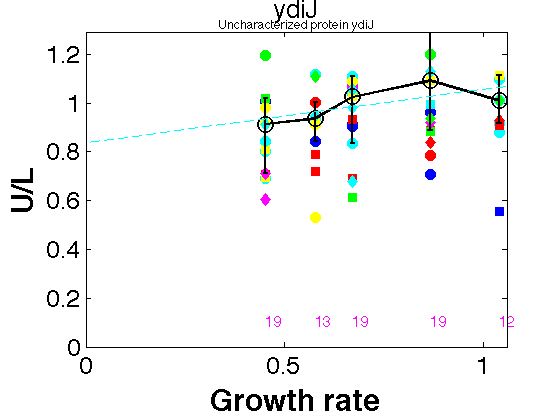 ydiJ
Uncharacterized protein ydiJ
U/L
1.2
1
0.8
0.6
0.4
0.2
0
19 13 19 19 12
0 0.5 1
Growth rate